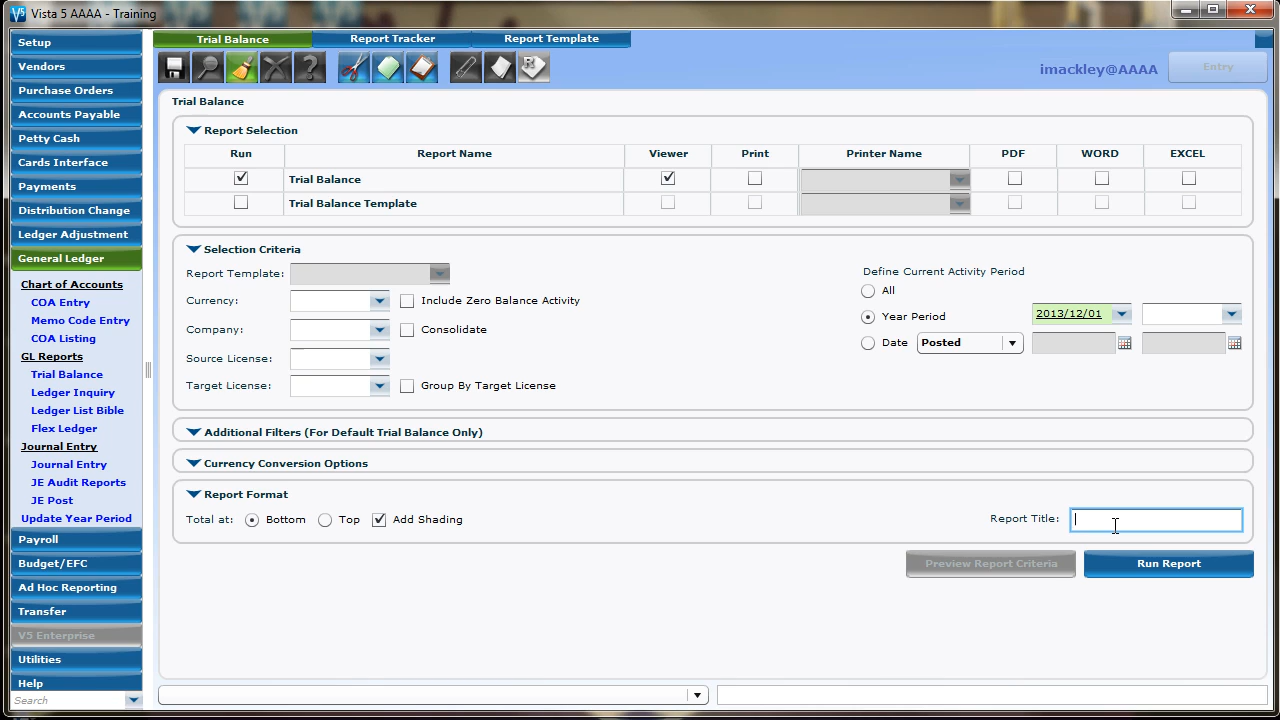 V5 Vista 5 AAAA - Training
Setup
Vendors
Purchase Orders
Accounts Payable
Petty Cash
Cards Interface
Payments
Distribution Change
Ledger Adjustment
General Ledger
Chart of Accounts
COA Entry
Memo Code Entry
COA Listing
GL Reports
Trial Balance
Ledger Inquiry
Ledger List Bible
Flex Ledger
Journal Entry
Journal Entry
JE Audit Reports
JE Post
Update Year Period
Payroll
Budget/EFC
Ad Hoc Reporting
Transfer
V5 Enterprise
Utilities
Help
Search
Trial Balance Report Tracker Report Template
imackley@AAAA Entry
Trial Balance
Report Selection
Run Report Name Viewer Print Printer Name PDF WORD EXCEL
Trial Balance
Trial Balance Template
Selection Criteria
Report Template:
Currency: Include Zero Balance Activity
Company: Consolidate
Source License:
Target License: Group By Target License
Define Current Activity Period
All
Year Period 2013/12/01
Date Posted
Additional Filters (For Default Trial Balance Only)
Currency Conversion Options
Report Format
Total at: Bottom Top Add Shading Report Title:
Preview Report Criteria Run Report